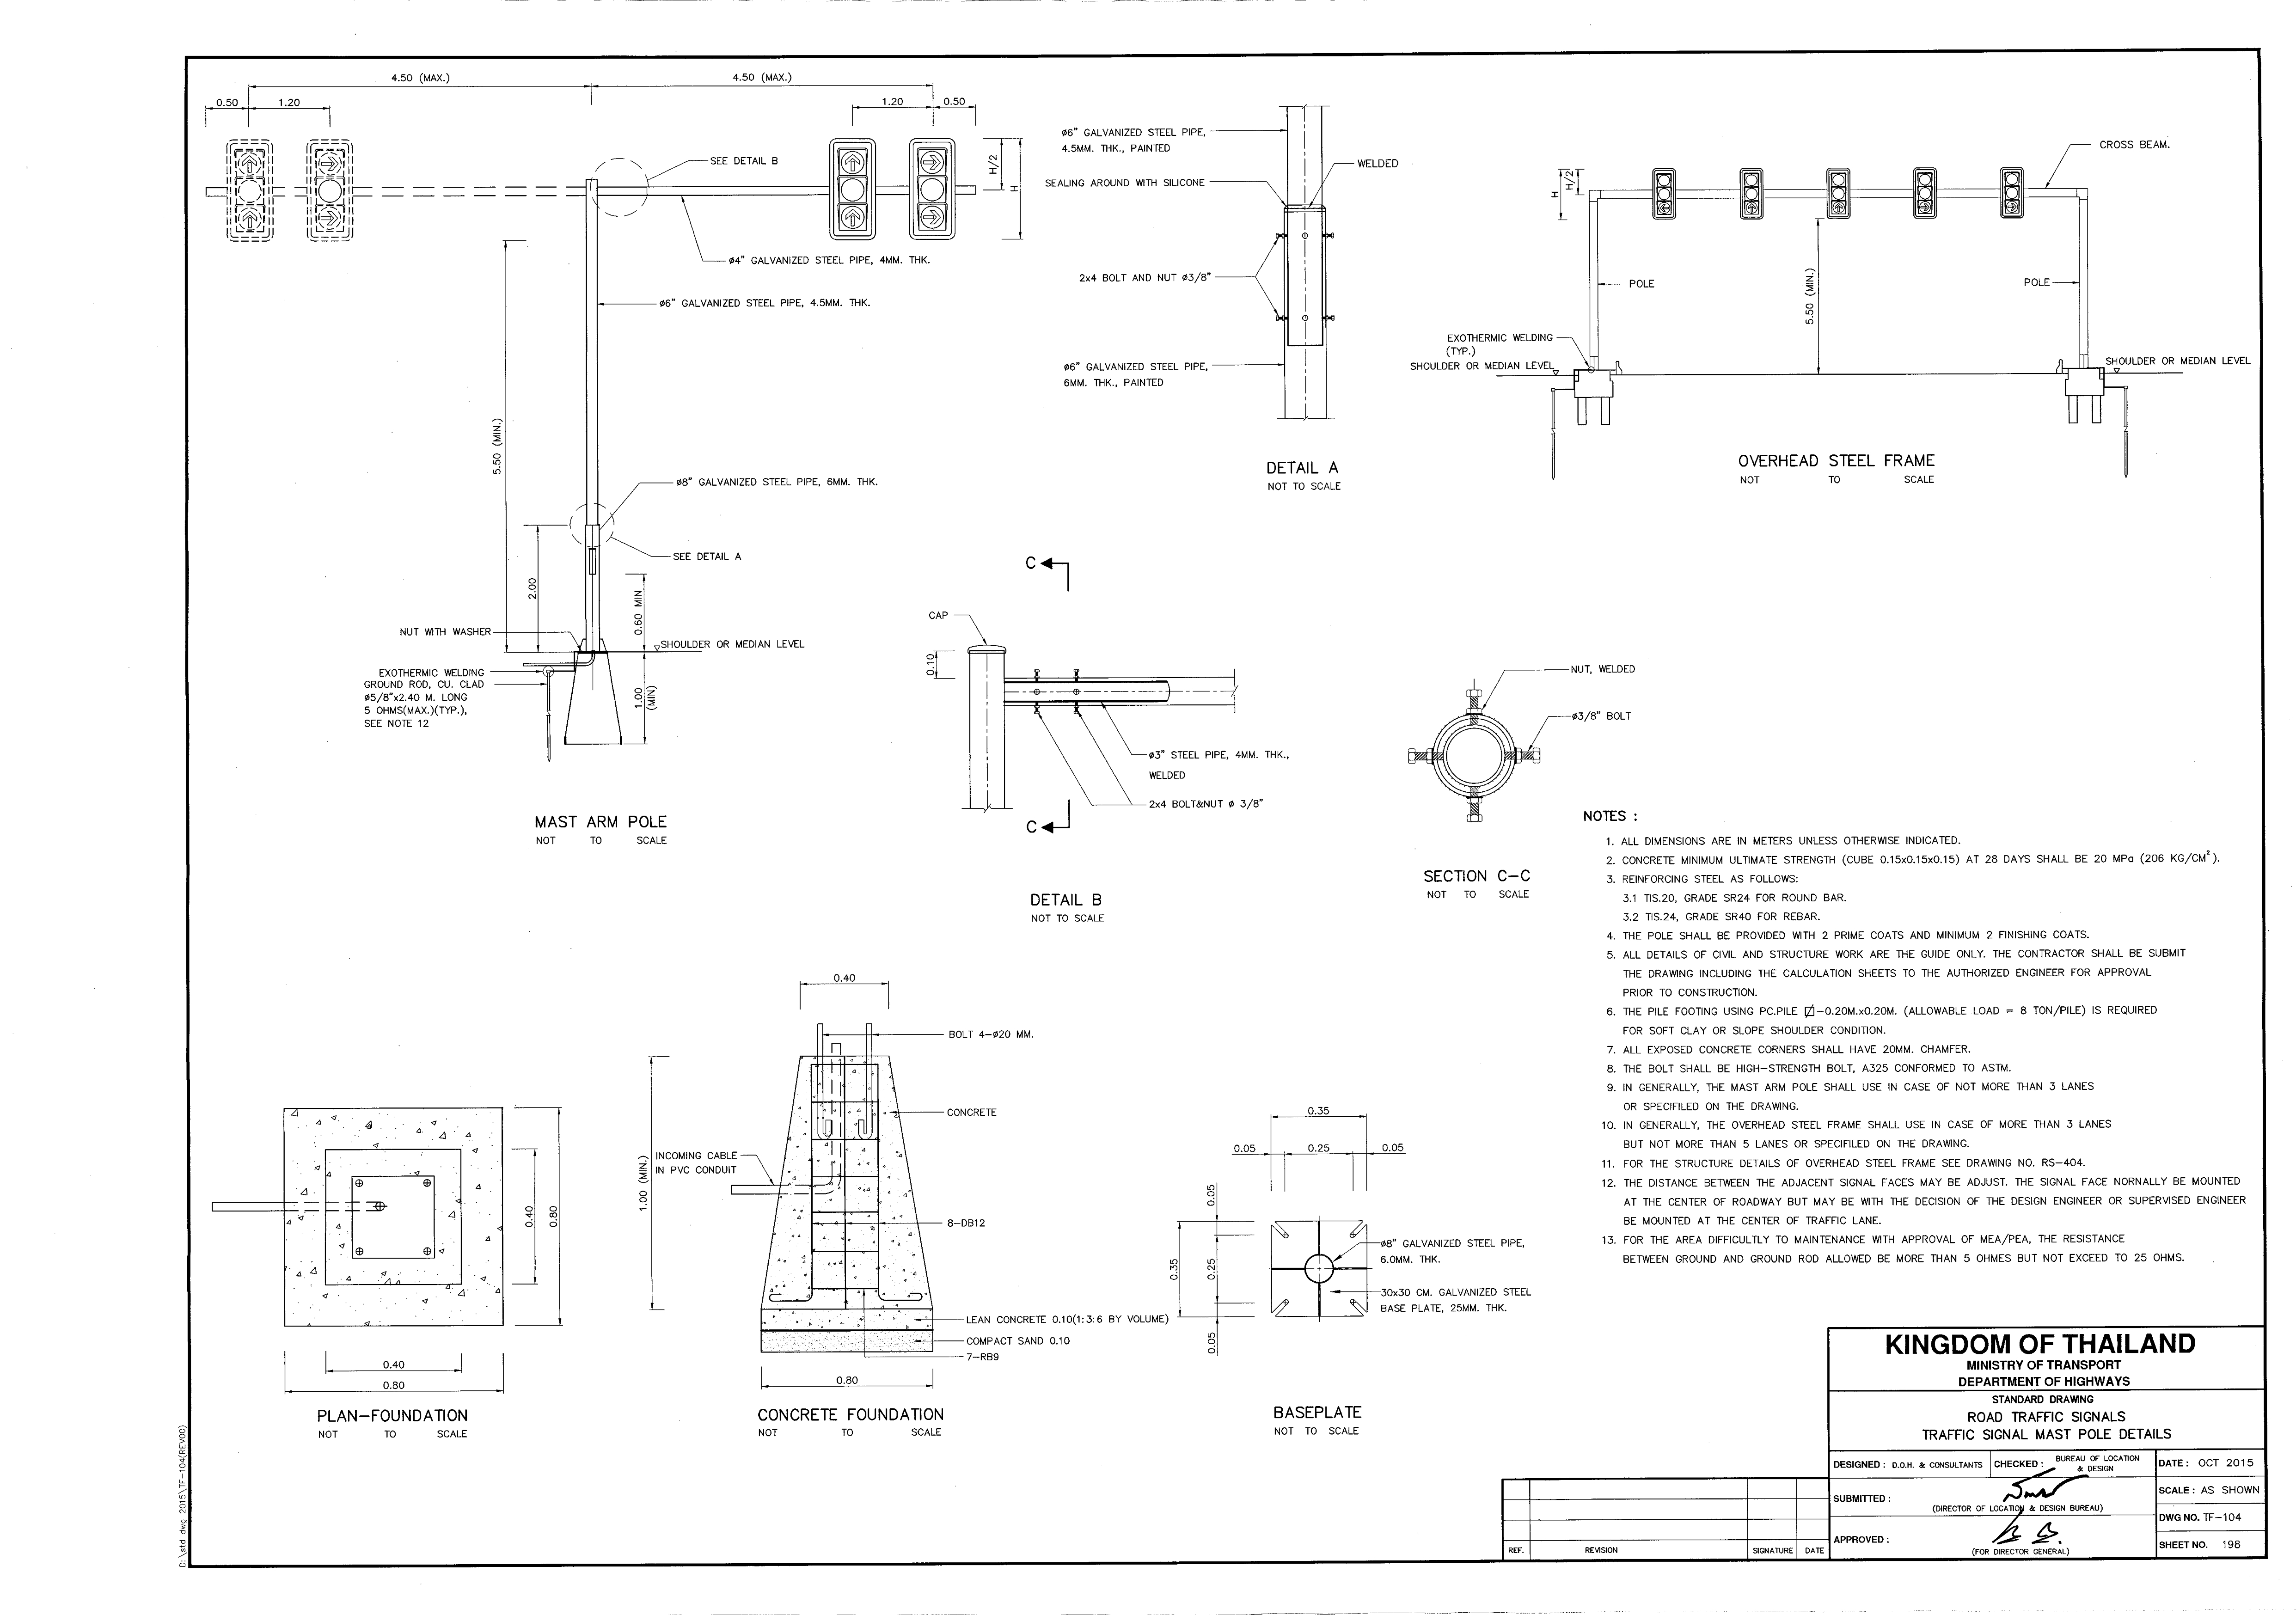 4.50 (MAX.)
4.50 (MAX.)
0.50
1.20
1.20
0.50
H/2
H
SEE DETAIL B
ø4" GALVANIZED STEEL PIPE, 4MM. THK.
ø6" GALVANIZED STEEL PIPE, 4.5MM. THK.
5.50 (MIN.)
ø8" GALVANIZED STEEL PIPE, 6MM. THK.
SEE DETAIL A
2.00
0.60 MIN
NUT WITH WASHER
SHOULDER OR MEDIAN LEVEL
EXOTHERMIC WELDING
GROUND ROD, CU. CLAD
ø5/8"x2.40 M. LONG
5 OHMS(MAX.)(TYP.),
SEE NOTE 12
1.00
(MIN)
MAST ARM POLE
NOT TO SCALE
ø6" GALVANIZED STEEL PIPE,
4.5MM. THK., PAINTED
WELDED
SEALING AROUND WITH SILICONE
2x4 BOLT AND NUT ø3/8"
ø6" GALVANIZED STEEL PIPE,
6MM. THK., PAINTED
DETAIL A
NOT TO SCALE
CROSS BEAM.
H
H/2
POLE
POLE
5.50 (MIN.)
EXOTHERMIC WELDING
(TYP.)
SHOULDER OR MEDIAN LEVEL
SHOULDER OR MEDIAN LEVEL
OVERHEAD STEEL FRAME
NOT TO SCALE
C
CAP
0.10
ø3" STEEL PIPE, 4MM. THK.,
WELDED
2x4 BOLT&NUT ø 3/8"
C
DETAIL B
NOT TO SCALE
NUT, WELDED
ø3/8" BOLT
SECTION C-C
NOT TO SCALE
NOTES :
1. ALL DIMENSIONS ARE IN METERS UNLESS OTHERWISE INDICATED.
2. CONCRETE MINIMUM ULTIMATE STRENGTH (CUBE 0.15x0.15x0.15) AT 28 DAYS SHALL BE 20 MPa (206 KG/CM²).
3. REINFORCING STEEL AS FOLLOWS:
3.1 TIS.20, GRADE SR24 FOR ROUND BAR.
3.2 TIS.24, GRADE SR40 FOR REBAR.
4. THE POLE SHALL BE PROVIDED WITH 2 PRIME COATS AND MINIMUM 2 FINISHING COATS.
5. ALL DETAILS OF CIVIL AND STRUCTURE WORK ARE THE GUIDE ONLY. THE CONTRACTOR SHALL BE SUBMIT
THE DRAWING INCLUDING THE CALCULATION SHEETS TO THE AUTHORIZED ENGINEER FOR APPROVAL
PRIOR TO CONSTRUCTION.
6. THE PILE FOOTING USING PC.PILE -0.20M.x0.20M. (ALLOWABLE LOAD = 8 TON/PILE) IS REQUIRED
FOR SOFT CLAY OR SLOPE SHOULDER CONDITION.
7. ALL EXPOSED CONCRETE CORNERS SHALL HAVE 20MM. CHAMFER.
8. THE BOLT SHALL BE HIGH-STRENGTH BOLT, A325 CONFORMED TO ASTM.
9. IN GENERALLY, THE MAST ARM POLE SHALL USE IN CASE OF NOT MORE THAN 3 LANES
OR SPECIFILED ON THE DRAWING.
10. IN GENERALLY, THE OVERHEAD STEEL FRAME SHALL USE IN CASE OF MORE THAN 3 LANES
BUT NOT MORE THAN 5 LANES OR SPECIFILED ON THE DRAWING.
11. FOR THE STRUCTURE DETAILS OF OVERHEAD STEEL FRAME SEE DRAWING NO. RS-404.
12. THE DISTANCE BETWEEN THE ADJACENT SIGNAL FACES MAY BE ADJUST. THE SIGNAL FACE NORNALLY BE MOUNTED
AT THE CENTER OF ROADWAY BUT MAY BE WITH THE DECISION OF THE DESIGN ENGINEER OR SUPERVISED ENGINEER
BE MOUNTED AT THE CENTER OF TRAFFIC LANE.
13. FOR THE AREA DIFFICULTLY TO MAINTENANCE WITH APPROVAL OF MEA/PEA, THE RESISTANCE
BETWEEN GROUND AND GROUND ROD ALLOWED BE MORE THAN 5 OHMES BUT NOT EXCEED TO 25 OHMS.
0.40
0.80
0.40
0.80
PLAN-FOUNDATION
NOT TO SCALE
0.40
BOLT 4-ø20 MM.
CONCRETE
1.00 (MIN.)
INCOMING CABLE
IN PVC CONDUIT
8-DB12
LEAN CONCRETE 0.10(1:3:6 BY VOLUME)
COMPACT SAND 0.10
7-RB9
0.80
CONCRETE FOUNDATION
NOT TO SCALE
0.35
0.05
0.25
0.05
0.05
0.35
0.25
0.05
ø8" GALVANIZED STEEL PIPE,
6.0MM. THK.
30x30 CM. GALVANIZED STEEL
BASE PLATE, 25MM. THK.
BASEPLATE
NOT TO SCALE
KINGDOM OF THAILAND
MINISTRY OF TRANSPORT
DEPARTMENT OF HIGHWAYS
STANDARD DRAWING
ROAD TRAFFIC SIGNALS
TRAFFIC SIGNAL MAST POLE DETAILS
DESIGNED : D.O.H. & CONSULTANTS
CHECKED : BUREAU OF LOCATION
& DESIGN
DATE : OCT 2015
SUBMITTED :
(DIRECTOR OF LOCATION & DESIGN BUREAU)
SCALE : AS SHOWN
DWG NO. TF-104
APPROVED :
(FOR DIRECTOR GENERAL)
SHEET NO. 198
REF. REVISION SIGNATURE DATE
D:\std dwg 2015\TF-104(REV00)